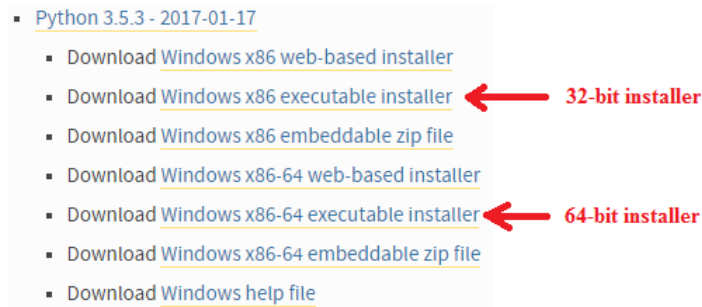 Python 3.5.3 - 2017-01-17
Download Windows x86 web-based installer
Download Windows x86 executable installer 32-bit installer
Download Windows x86 embeddable zip file
Download Windows x86-64 web-based installer
Download Windows x86-64 executable installer 64-bit installer
Download Windows x86-64 embeddable zip file
Download Windows help file